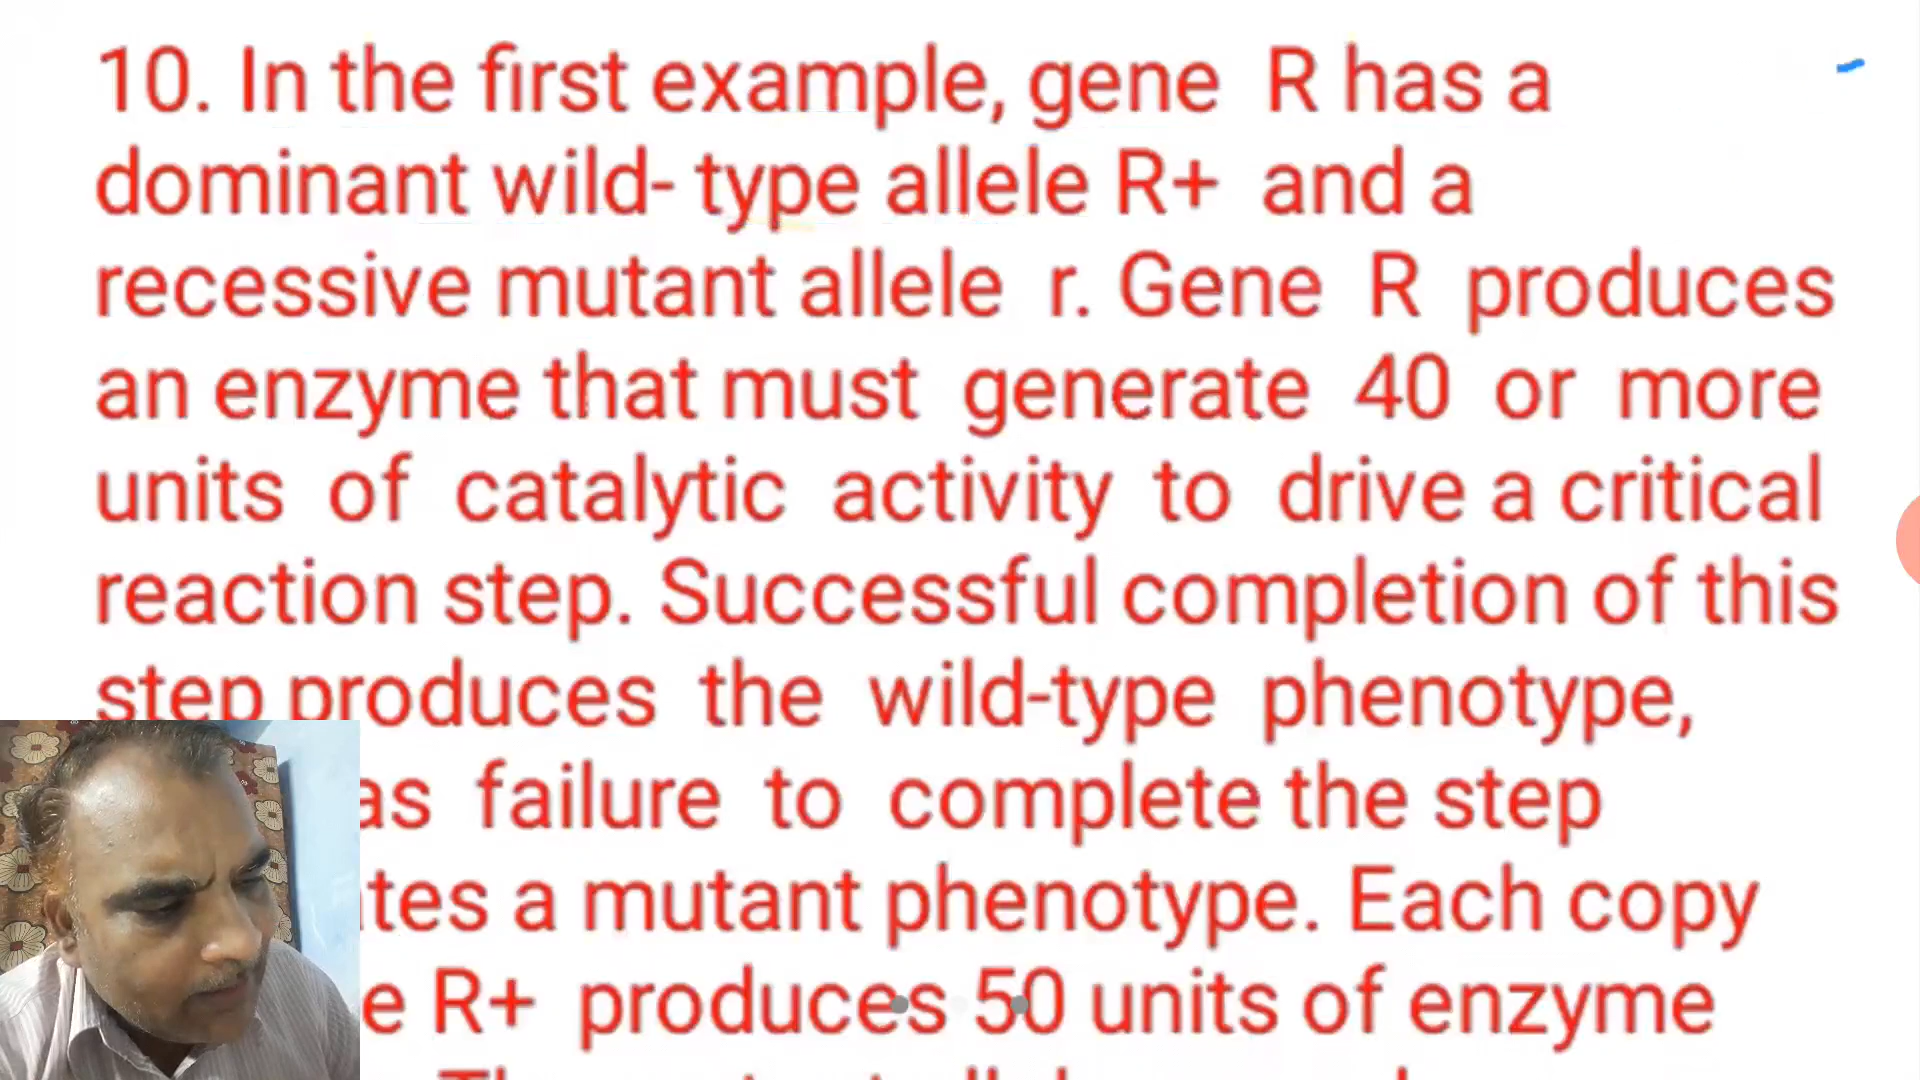 10. In the first example, gene R has a
dominant wild- type allele R+ and a
recessive mutant allele r. Gene R produces
an enzyme that must generate 40 or more
units of catalytic activity to drive a critical
reaction step. Successful completion of this
step produces the wild-type phenotype,
as failure to complete the step
tes a mutant phenotype. Each copy
e R+ produces 50 units of enzyme